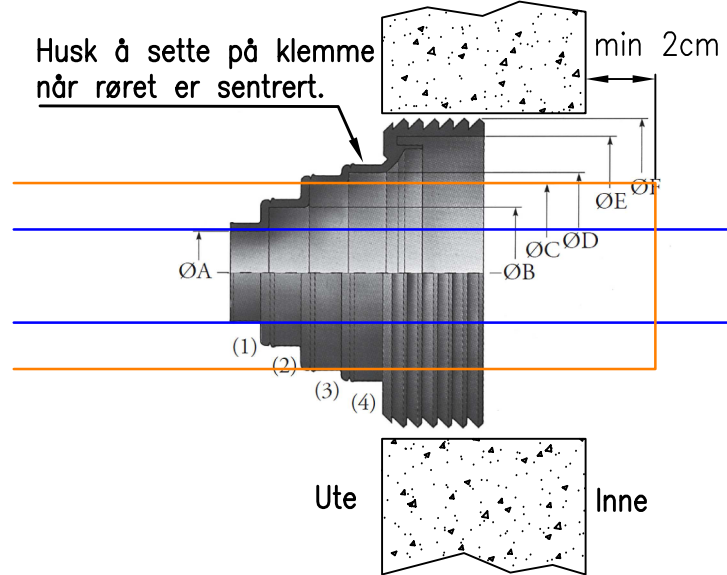 Husk å sette på klemme
når røret er sentrert.
min 2cm
ØF
ØE
ØD
ØC
ØB
ØA
(1)
(2)
(3)
(4)
Ute
Inne